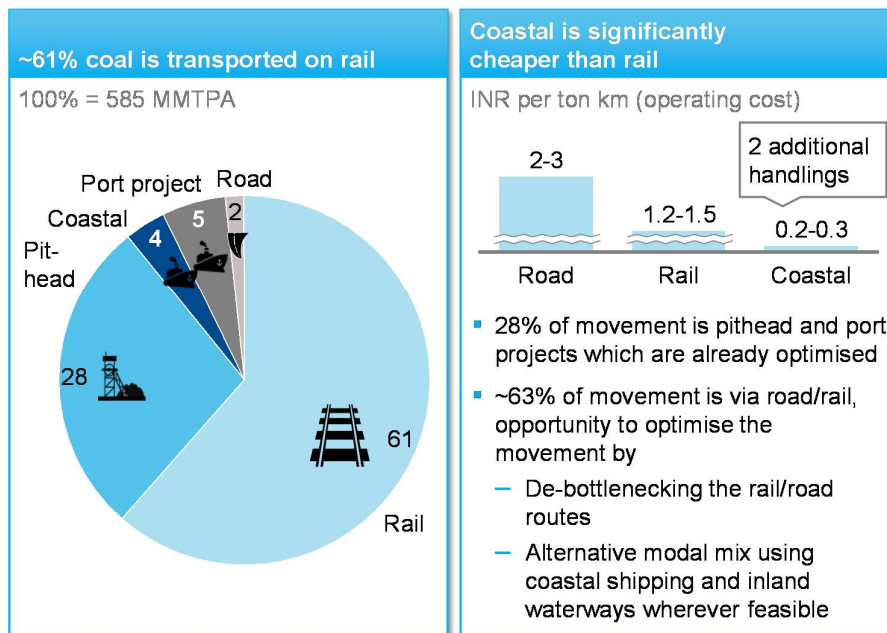 ~61% coal is transported on rail
100% = 585 MMTPA
Port project
Road
Coastal
Pit-
head
4
5
2
28
61
Rail
Coastal is significantly
cheaper than rail
INR per ton km (operating cost)
2 additional
handlings
2-3
1.2-1.5
0.2-0.3
Road
Rail
Coastal
28% of movement is pithead and port
projects which are already optimised
~63% of movement is via road/rail,
opportunity to optimise the
movement by
– De-bottlenecking the rail/road
routes
– Alternative modal mix using
coastal shipping and inland
waterways wherever feasible